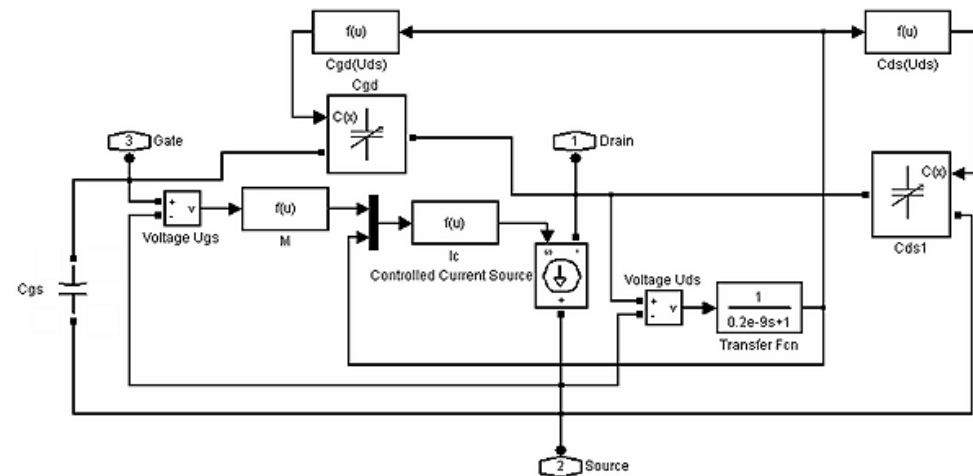 f(u)
Cgd(Uds)
f(u)
Cds(Uds)
Cgd
C(x)
3
Gate
1
Drain
C(x)
+
-
v
Voltage Ugs
f(u)
M
f(u)
Ic
Controlled Current Source
Cds1
Voltage Uds
+
-
v
1
0.2e-9s+1
Transfer Fcn
Cgs
+
2
Source